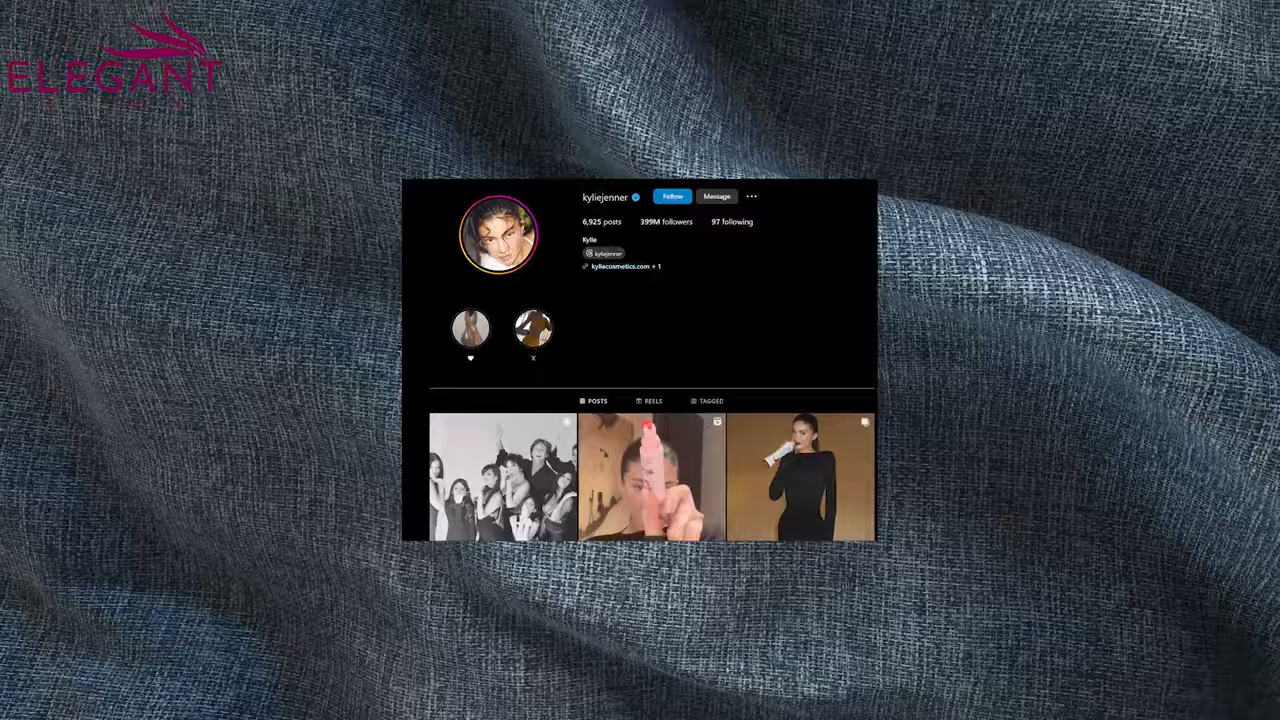 ELEGANT
kyliejenner
Follow
Message
6,925 posts 399M followers 97 following
Kylie
kyliejenner
kyliecosmetics.com + 1
X
POSTS REELS TAGGED